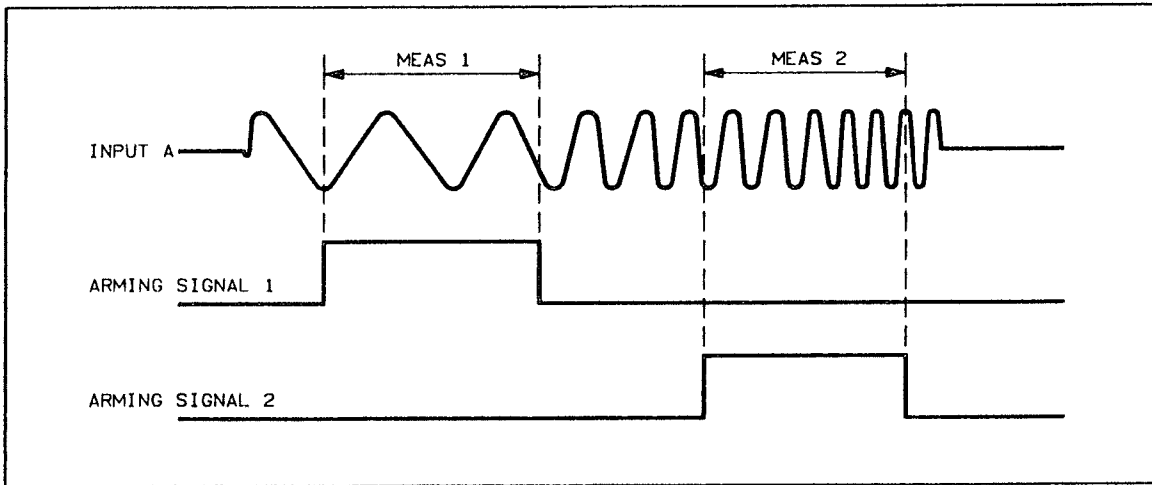 MEAS 1
MEAS 2
INPUT A
ARMING SIGNAL 1
ARMING SIGNAL 2